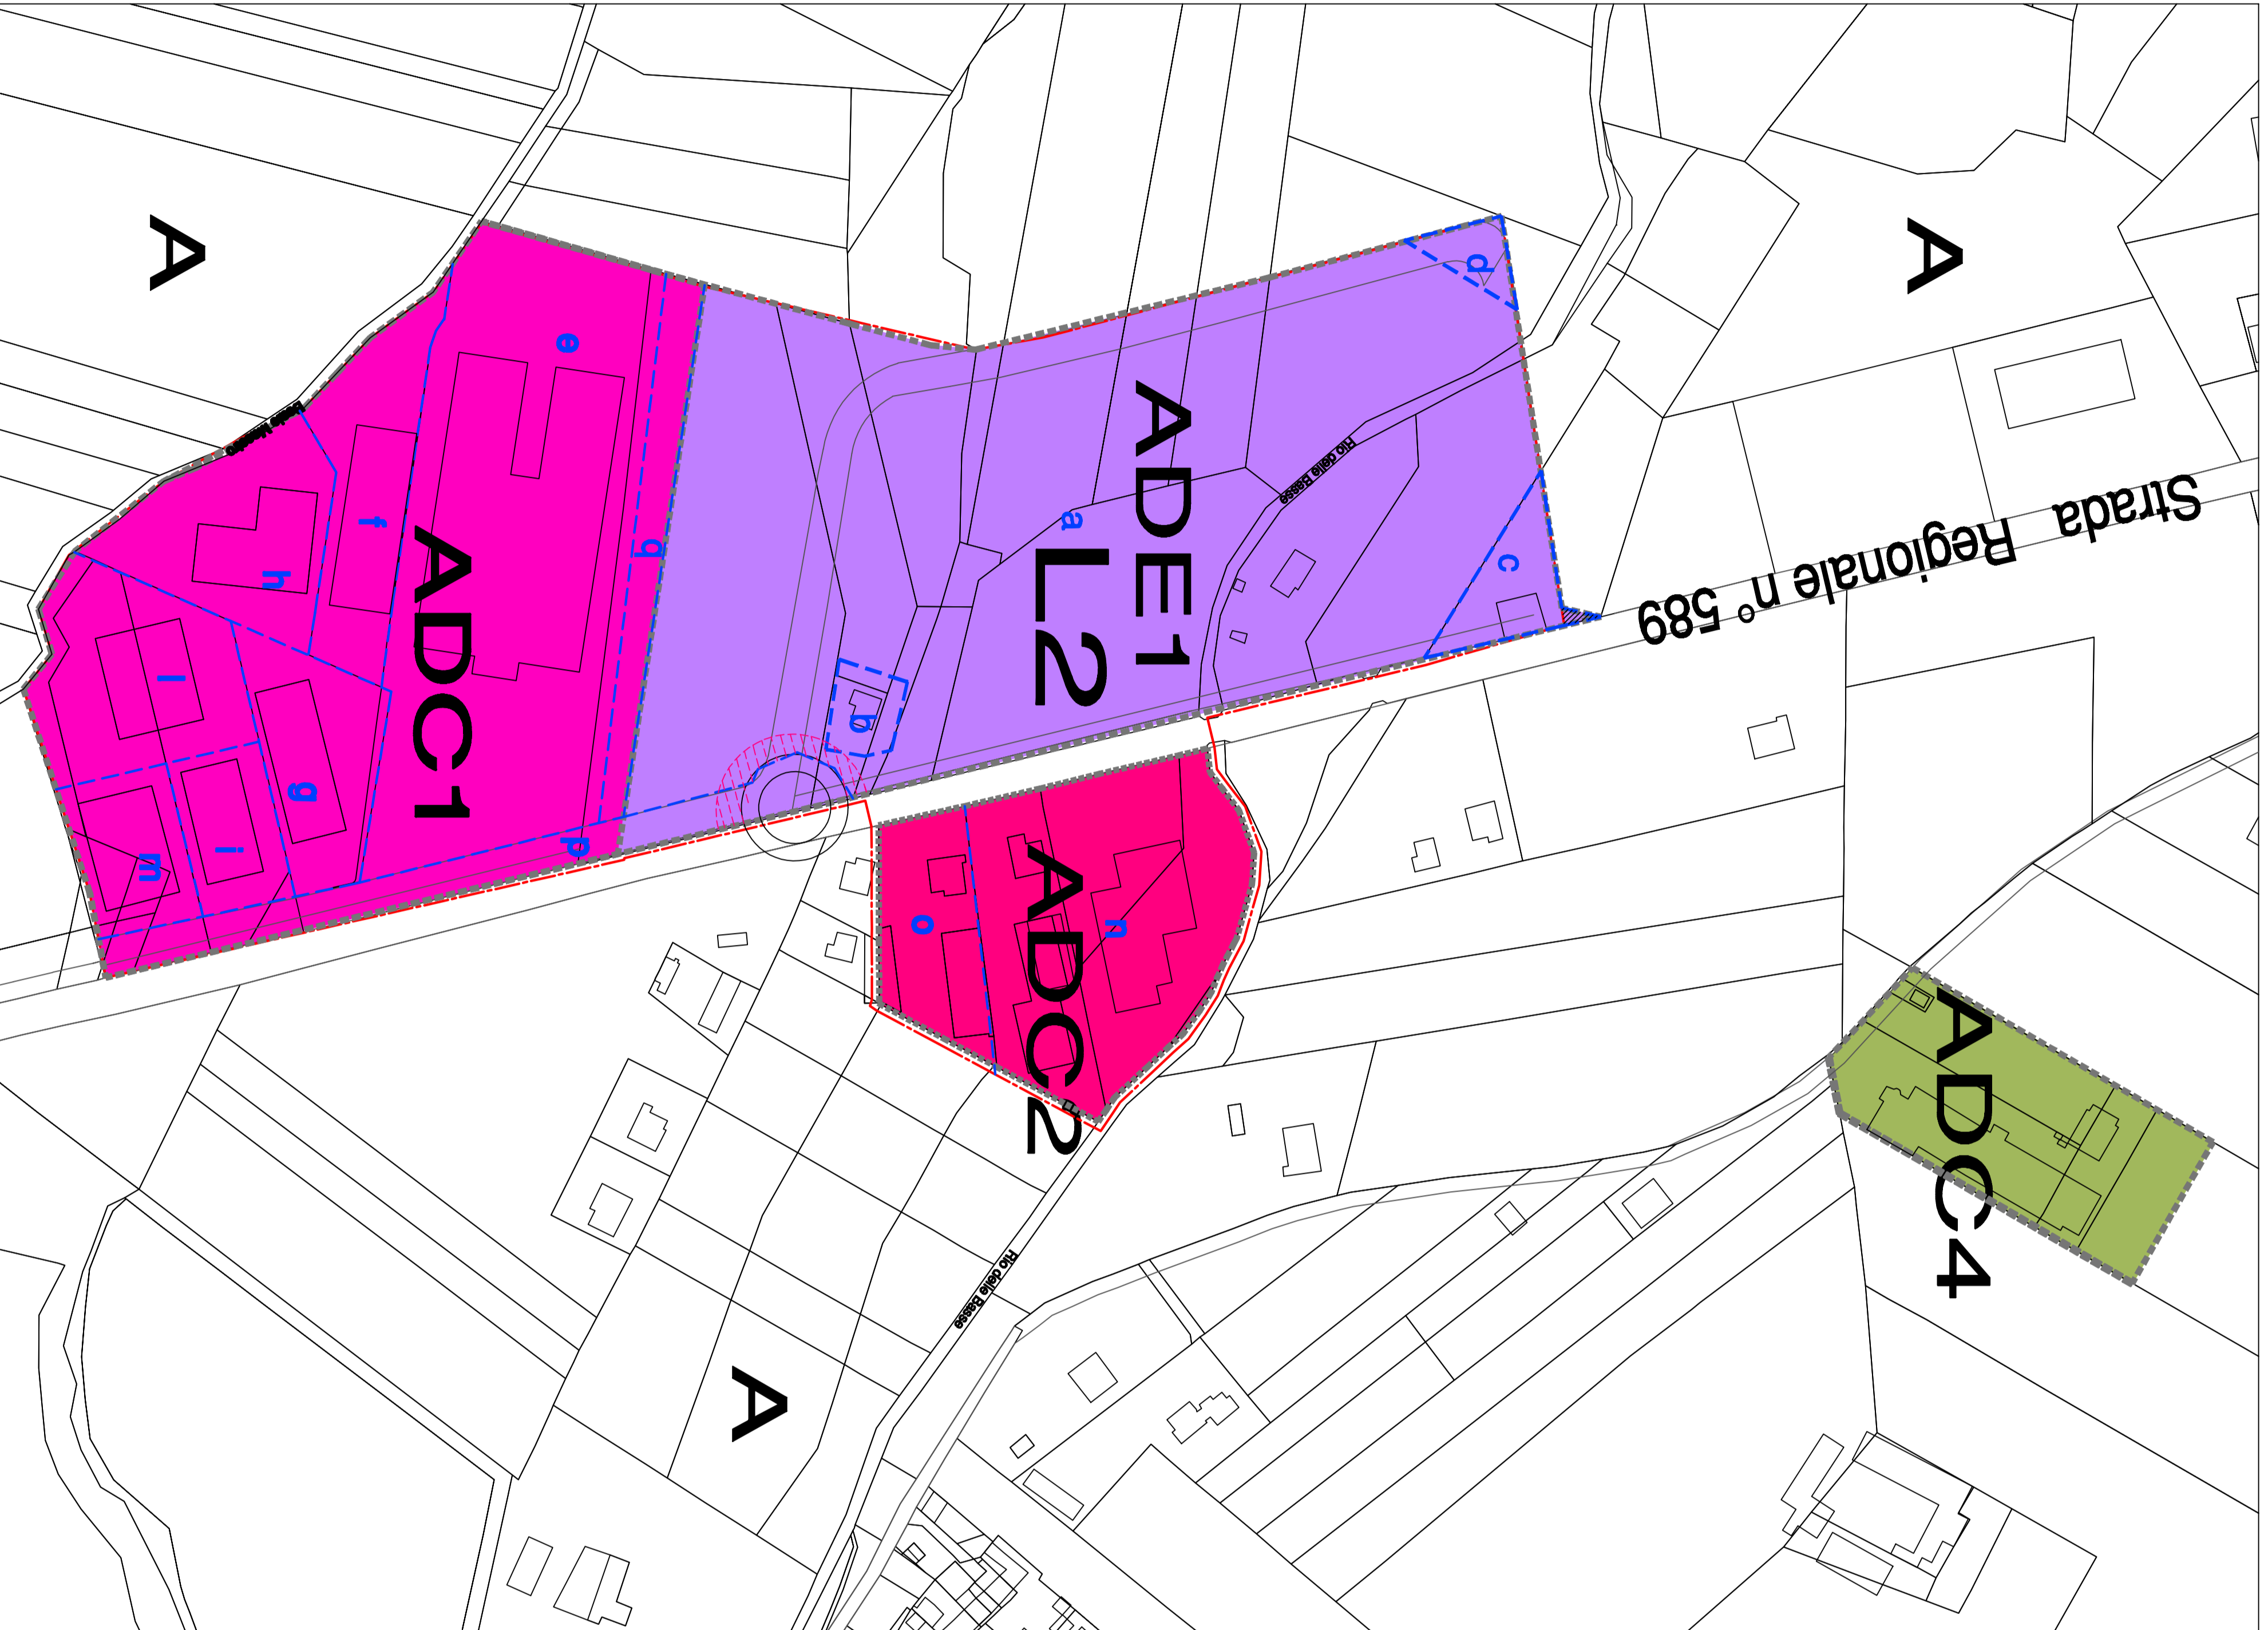 A
A
d
e
ADE1
L2
a
Rio delle Basse
Strada Regionale n° 589
c
q
f
ADC1
h
l
b
g
i
m
p
ADC2
n
o
ADC4
Rio delle Basse
A